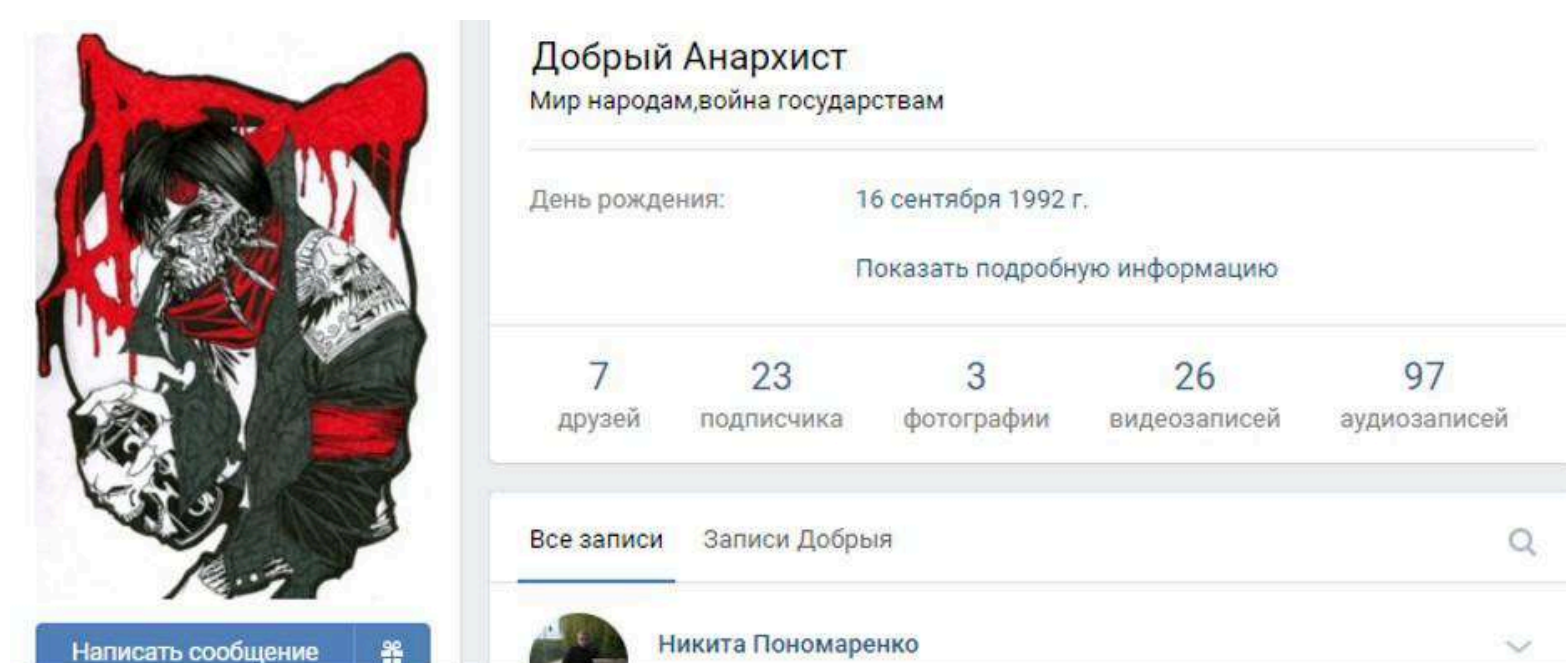 Добрый Анархист
Мир народам,война государствам
День рождения: 16 сентября 1992 г.
Показать подробную информацию
7 23 3 26 97
друзей подписчика фотографии видеозаписей аудиозаписей
Все записи Записи Добрыя
Никита Пономаренко
Написать сообщение